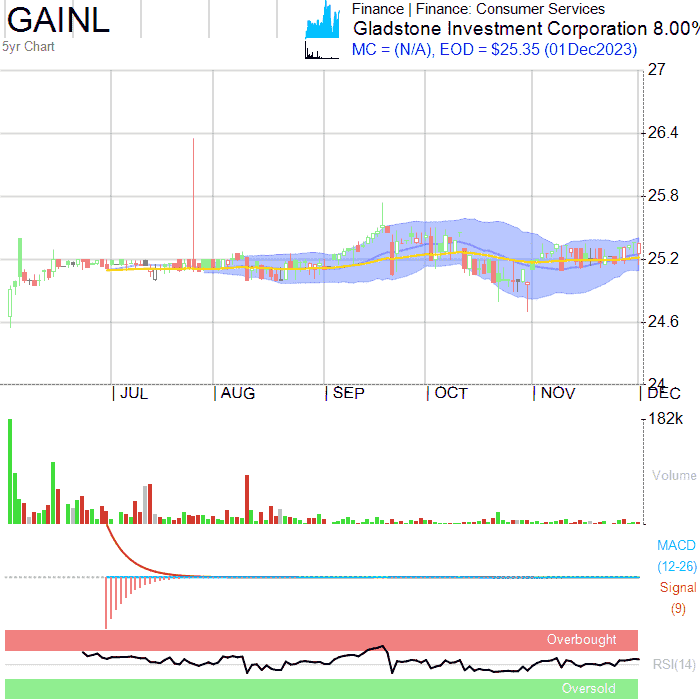 GAINL
5yr Chart
Finance | Finance: Consumer Services
Gladstone Investment Corporation 8.00%
MC = (N/A), EOD = $25.35 (01Dec2023)
27
26.4
25.8
25.2
24.6
24
JUL AUG SEP OCT NOV DEC
182k
Volume
MACD
(12-26)
Signal
(9)
Overbought
RSI(14)
Oversold